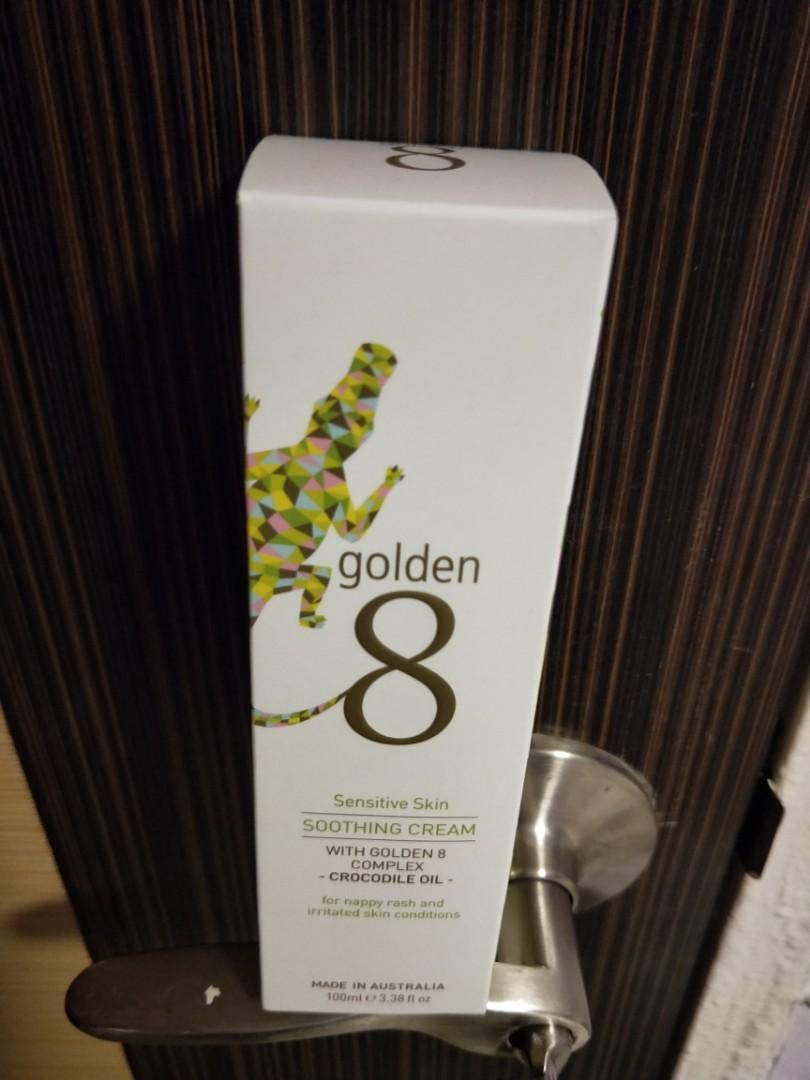 8
golden
8
Sensitive Skin
SOOTHING CREAM
WITH GOLDEN 8
COMPLEX
- CROCODILE OIL -
for nappy rash and
irritated skin conditions
MADE IN AUSTRALIA
100ml ℮ 3.38 fl oz